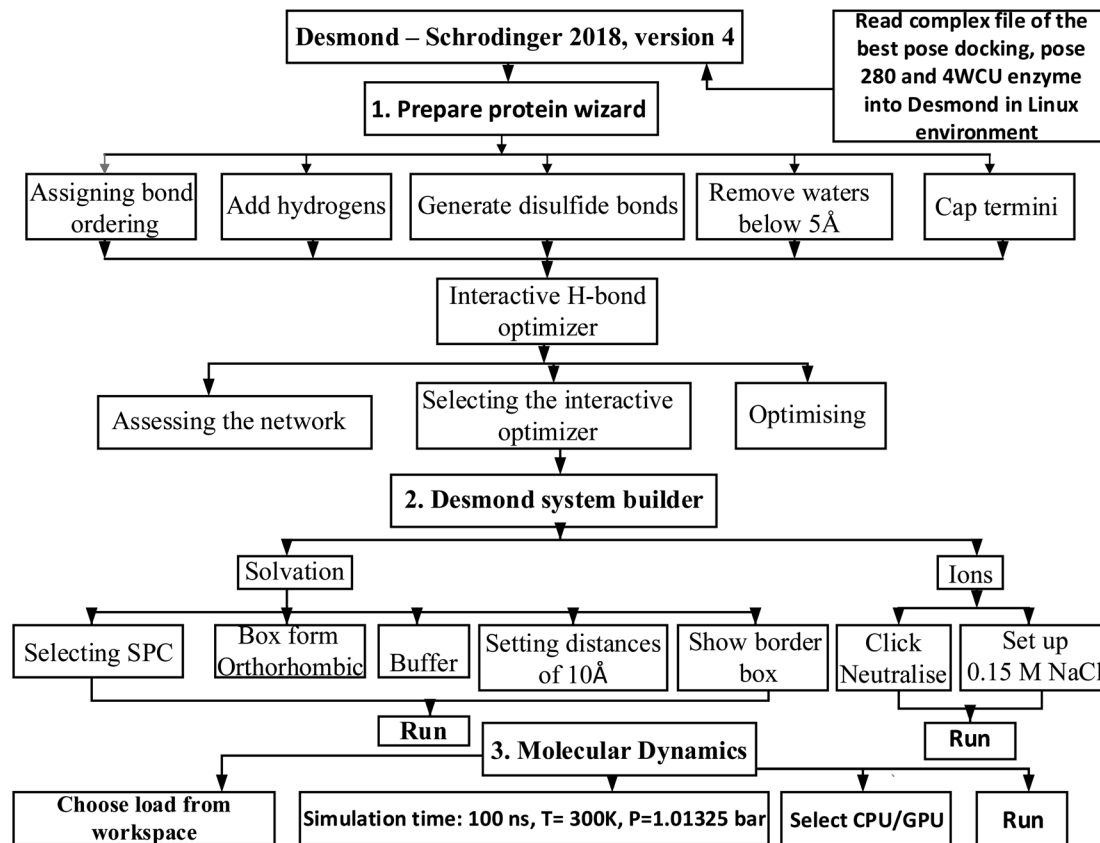 Desmond – Schrodinger 2018, version 4
Read complex file of the
best pose docking, pose
280 and 4WCU enzyme
into Desmond in Linux
environment
1. Prepare protein wizard
Assigning bond
ordering
Add hydrogens
Generate disulfide bonds
Remove waters
below 5Å
Cap termini
Interactive H-bond
optimizer
Assessing the network
Selecting the interactive
optimizer
Optimising
2. Desmond system builder
Solvation
Ions
Selecting SPC
Box form
Orthorhombic
Buffer
Setting distances
of 10Å
Show border
box
Click
Neutralise
Set up
0.15 M NaCl
Run
Run
3. Molecular Dynamics
Choose load from
workspace
Simulation time: 100 ns, T= 300K, P=1.01325 bar
Select CPU/GPU
Run